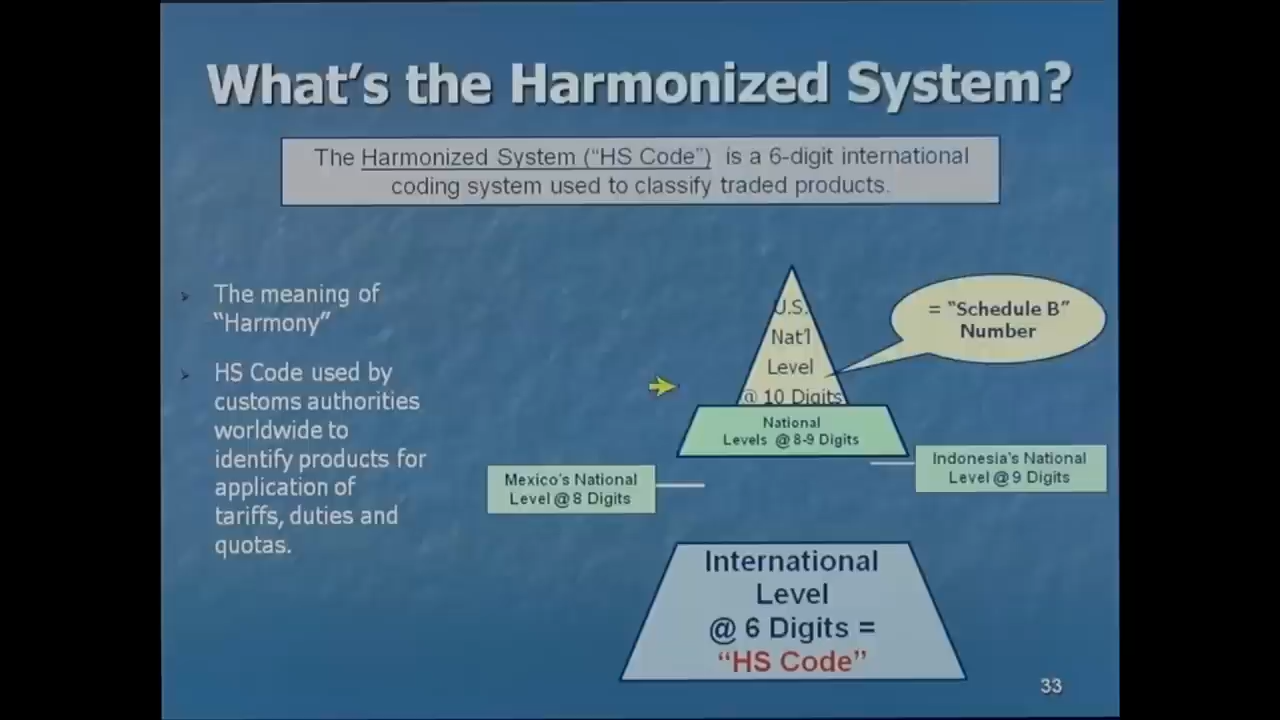 What's the Harmonized System?
The Harmonized System ("HS Code") is a 6-digit international
coding system used to classify traded products.
The meaning of
"Harmony"
HS Code used by
customs authorities
worldwide to
identify products for
application of
tariffs, duties and
quotas.
U.S.
Nat'l
Level
@ 10 Digits
= "Schedule B"
Number
National
Levels @ 8-9 Digits
Mexico's National
Level @ 8 Digits
Indonesia's National
Level @ 9 Digits
International
Level
@ 6 Digits =
"HS Code"
33